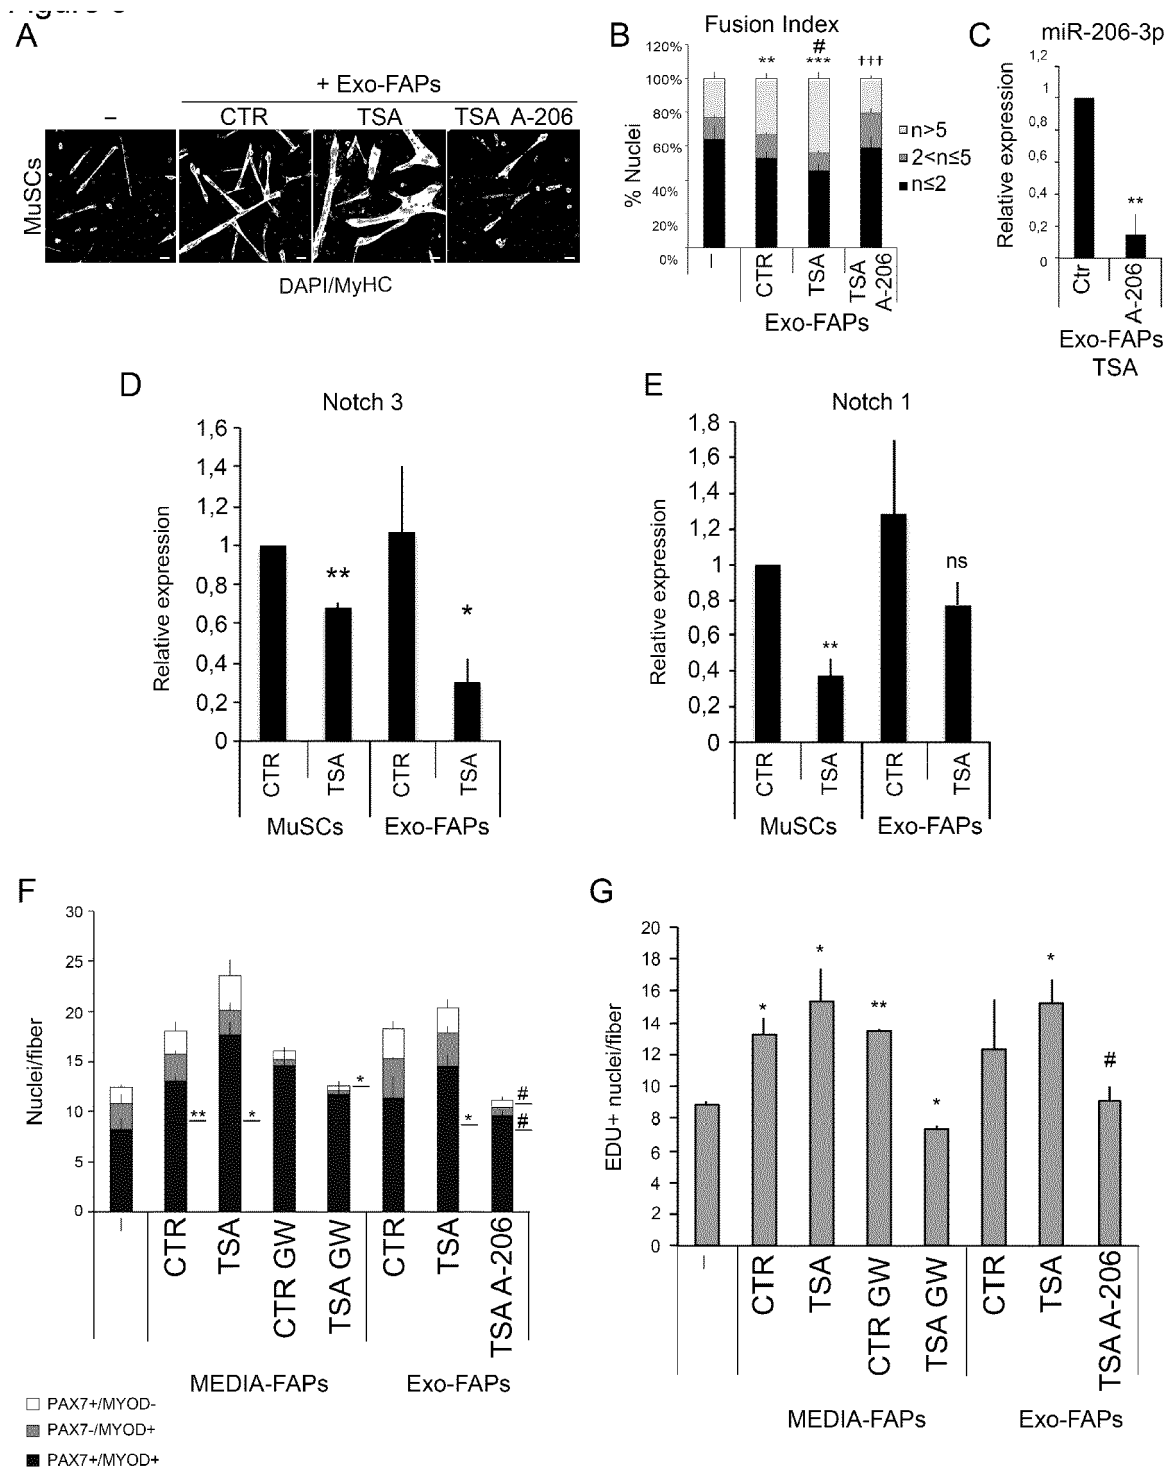 A
+ Exo-FAPs
– CTR TSA TSA A-206
MuSCs
DAPI/MyHC
B
Fusion Index
#
** *** †††
120%
100%
80%
60%
40%
20%
0%
% Nuclei
n>5
2<n≤5
n≤2
– CTR TSA TSA A-206
Exo-FAPs
C
miR-206-3p
1,2
1
0,8
0,6
0,4
0,2
0
Relative expression
**
Ctr A-206
Exo-FAPs
TSA
D
Notch 3
1,6
1,4
1,2
1
0,8
0,6
0,4
0,2
0
Relative expression
**
*
CTR TSA CTR TSA
MuSCs Exo-FAPs
E
Notch 1
1,8
1,6
1,4
1,2
1
0,8
0,6
0,4
0,2
0
Relative expression
**
ns
CTR TSA CTR TSA
MuSCs Exo-FAPs
F
30
25
20
15
10
5
0
Nuclei/fiber
** * * * # #
– CTR TSA CTR GW TSA GW CTR TSA TSA A-206
MEDIA-FAPs Exo-FAPs
PAX7+/MYOD-
PAX7-/MYOD+
PAX7+/MYOD+
G
20
18
16
14
12
10
8
6
4
2
0
EDU+ nuclei/fiber
* * ** * * #
– CTR TSA CTR GW TSA GW CTR TSA TSA A-206
MEDIA-FAPs Exo-FAPs